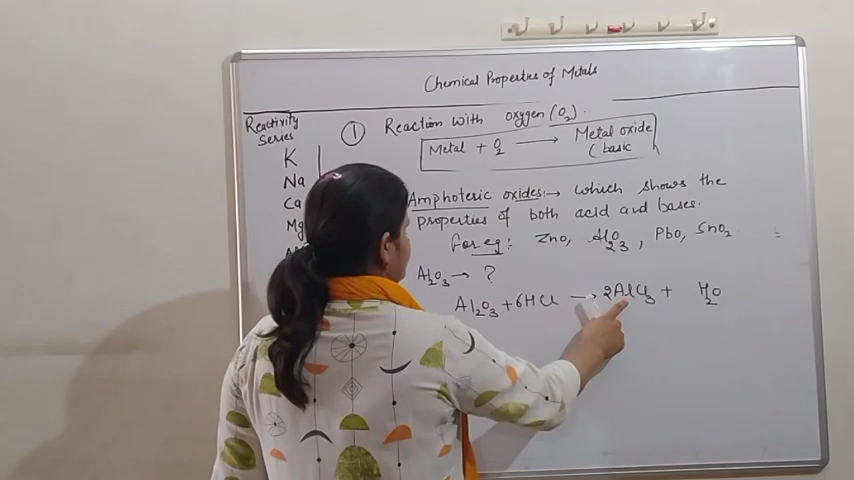 Chemical Properties of Metals
Reactivity
Series
K
Na
Ca
Mg
① Reaction with oxygen (O₂).
Metal + O₂ → Metal oxide
(basic
Amphoteric oxides:→ which shows the
properties of both acid and bases.
for eg: ZnO, Al₂O₃, PbO, SnO₂
Al₂O₃ → ?
Al₂O₃ + 6HCl → 2AlCl₃ + H₂O